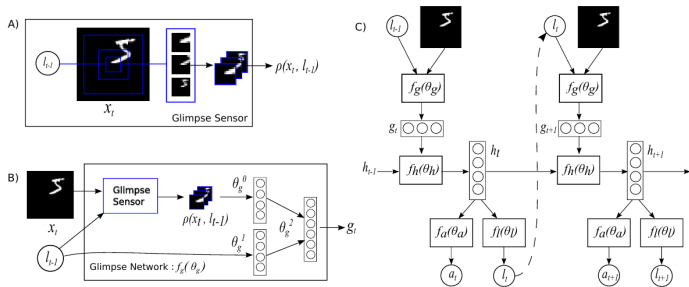 A)
l_{t-1}
x_t
ρ(x_t, l_{t-1})
Glimpse Sensor
B)
x_t
l_{t-1}
Glimpse
Sensor
ρ(x_t, l_{t-1})
θ_g^0
θ_g^1
θ_g^2
g_t
Glimpse Network : f_g(θ_g)
C)
l_{t-1}
l_t
f_g(θ_g)
f_g(θ_g)
g_t
g_{t+1}
h_{t-1}
f_h(θ_h)
h_t
f_h(θ_h)
h_{t+1}
f_a(θ_a)
f_l(θ_l)
f_a(θ_a)
f_l(θ_l)
a_t
l_t
a_{t+1}
l_{t+1}